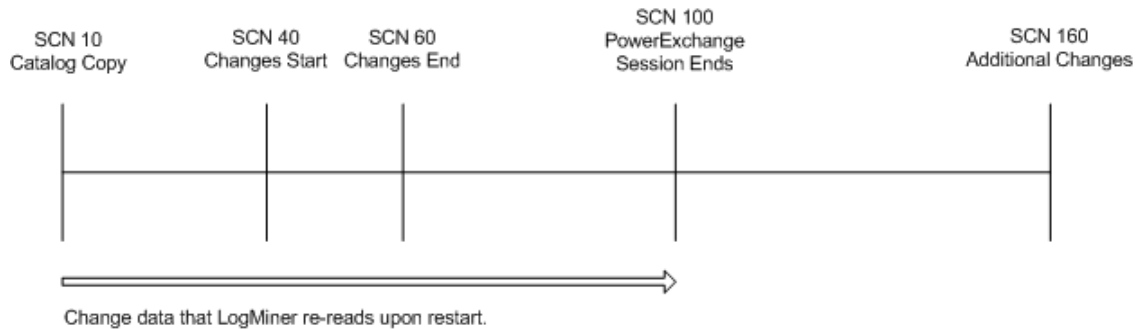 SCN 10
Catalog Copy
SCN 40
Changes Start
SCN 60
Changes End
SCN 100
PowerExchange
Session Ends
SCN 160
Additional Changes
Change data that LogMiner re-reads upon restart.